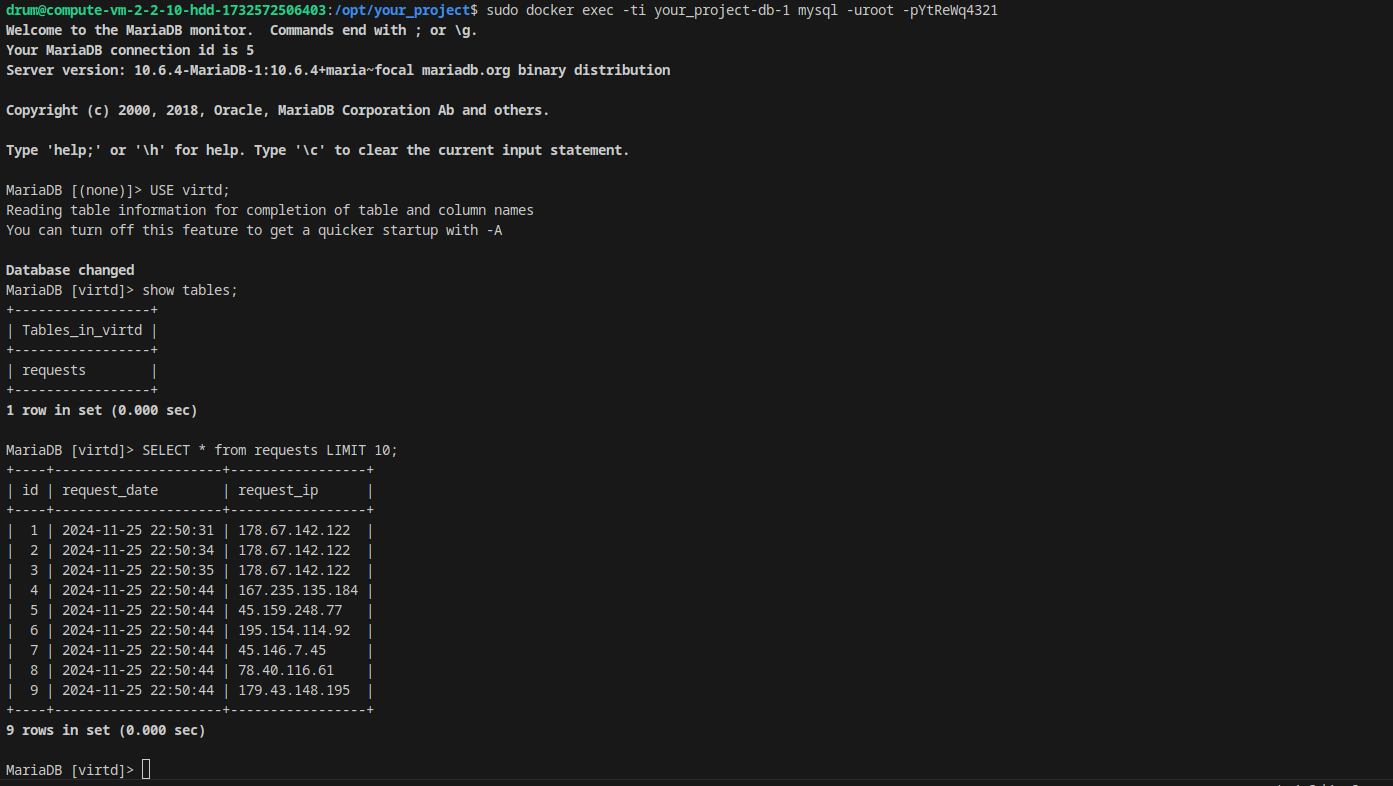 drum@compute-vm-2-2-10-hdd-1732572506403:/opt/your_project$ sudo docker exec -ti your_project-db-1 mysql -uroot -pYtReWq4321
Welcome to the MariaDB monitor.  Commands end with ; or \g.
Your MariaDB connection id is 5
Server version: 10.6.4-MariaDB-1:10.6.4+maria~focal mariadb.org binary distribution

Copyright (c) 2000, 2018, Oracle, MariaDB Corporation Ab and others.

Type 'help;' or '\h' for help. Type '\c' to clear the current input statement.

MariaDB [(none)]> USE virtd;
Reading table information for completion of table and column names
You can turn off this feature to get a quicker startup with -A

Database changed
MariaDB [virtd]> show tables;
+-----------------+
| Tables_in_virtd |
+-----------------+
| requests        |
+-----------------+
1 row in set (0.000 sec)

MariaDB [virtd]> SELECT * from requests LIMIT 10;
+----+---------------------+-----------------+
| id | request_date        | request_ip      |
+----+---------------------+-----------------+
|  1 | 2024-11-25 22:50:31 | 178.67.142.122  |
|  2 | 2024-11-25 22:50:34 | 178.67.142.122  |
|  3 | 2024-11-25 22:50:35 | 178.67.142.122  |
|  4 | 2024-11-25 22:50:44 | 167.235.135.184 |
|  5 | 2024-11-25 22:50:44 | 45.159.248.77   |
|  6 | 2024-11-25 22:50:44 | 195.154.114.92  |
|  7 | 2024-11-25 22:50:44 | 45.146.7.45     |
|  8 | 2024-11-25 22:50:44 | 78.40.116.61    |
|  9 | 2024-11-25 22:50:44 | 179.43.148.195  |
+----+---------------------+-----------------+
9 rows in set (0.000 sec)

MariaDB [virtd]>